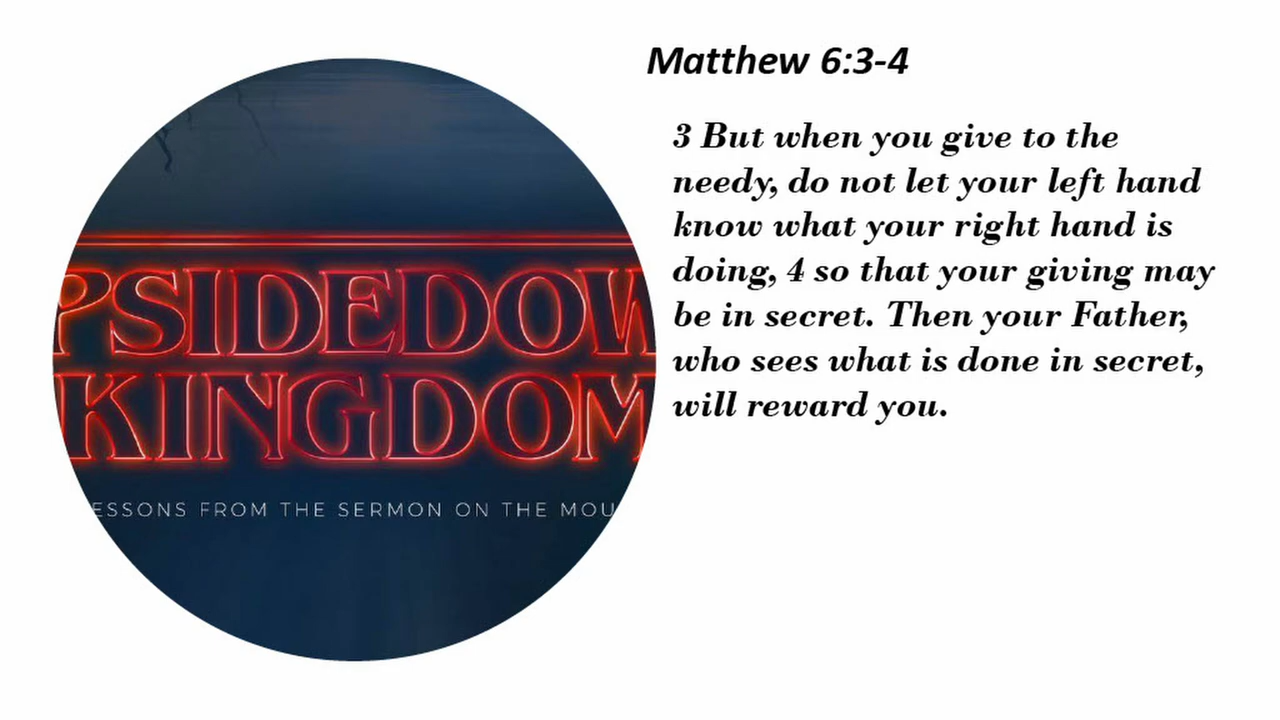 Matthew 6:3-4
3 But when you give to the
needy, do not let your left hand
know what your right hand is
doing, 4 so that your giving may
be in secret. Then your Father,
who sees what is done in secret,
will reward you.
PSIDEDOW
KINGDOM
ESSONS FROM THE SERMON ON THE MOU